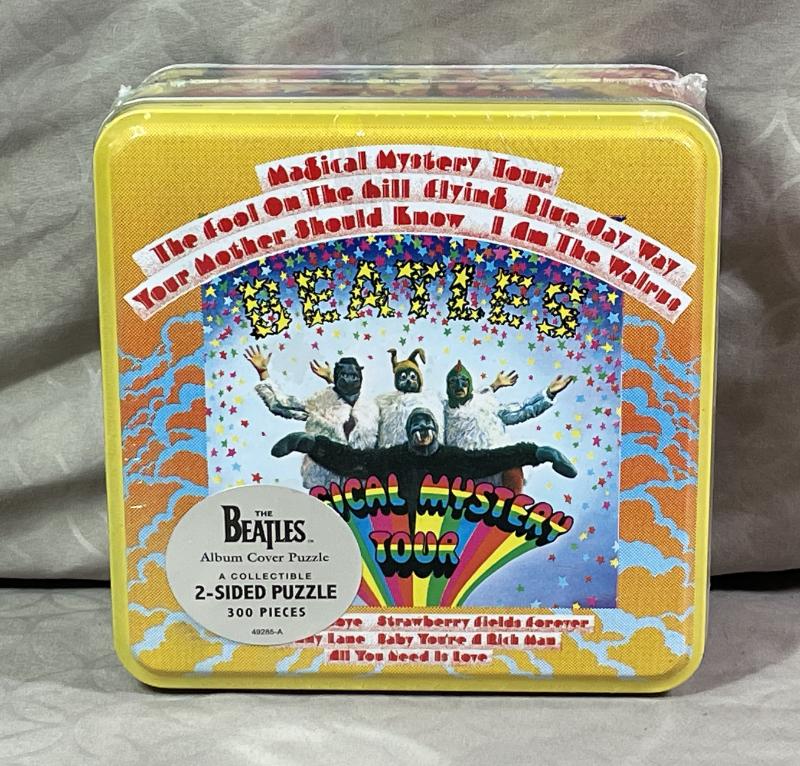 Magical Mystery Tour
The Fool On The Hill Flying Blue Jay Way
Your Mother Should Know I Am The Walrus
BEATLES
MYSTERY
TOUR
THE
BEATLES
Album Cover Puzzle
A COLLECTIBLE
2-SIDED PUZZLE
300 PIECES
49285-A
Strawberry Fields Forever
Lane Baby You're A Rich Man
All You Need Is Love